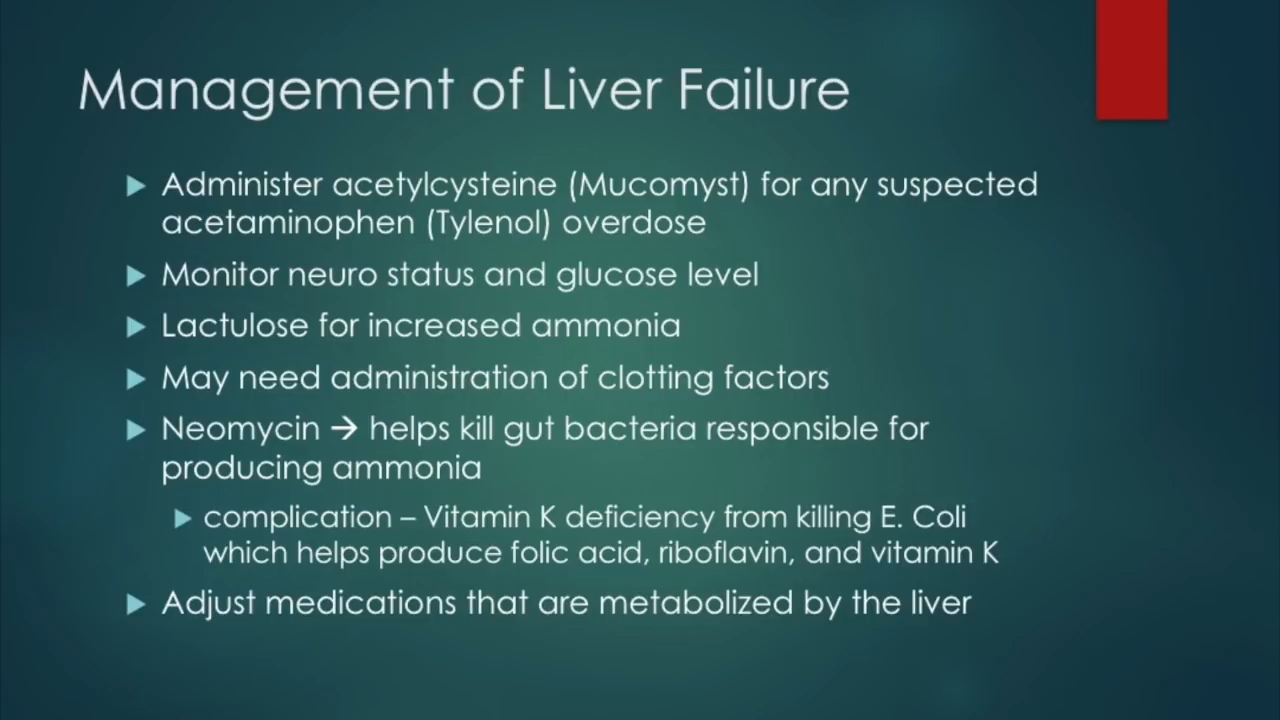 Management of Liver Failure
Administer acetylcysteine (Mucomyst) for any suspected
acetaminophen (Tylenol) overdose
Monitor neuro status and glucose level
Lactulose for increased ammonia
May need administration of clotting factors
Neomycin → helps kill gut bacteria responsible for
producing ammonia
complication – Vitamin K deficiency from killing E. Coli
which helps produce folic acid, riboflavin, and vitamin K
Adjust medications that are metabolized by the liver